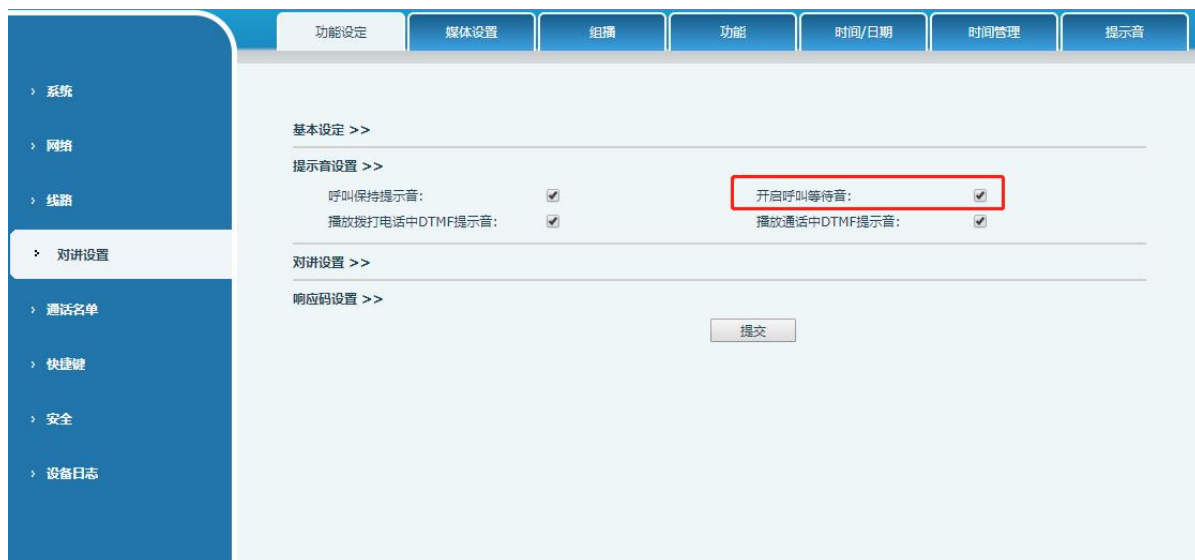 功能设定 媒体设置 组播 功能 时间/日期 时间管理 提示音
› 系统
› 网络
› 线路
› 对讲设置
› 通话名单
› 快捷键
› 安全
› 设备日志
基本设定 >>
提示音设置 >>
呼叫保持提示音: 开启呼叫等待音:
播放拨打电话中DTMF提示音: 播放通话中DTMF提示音:
对讲设置 >>
响应码设置 >>
提交